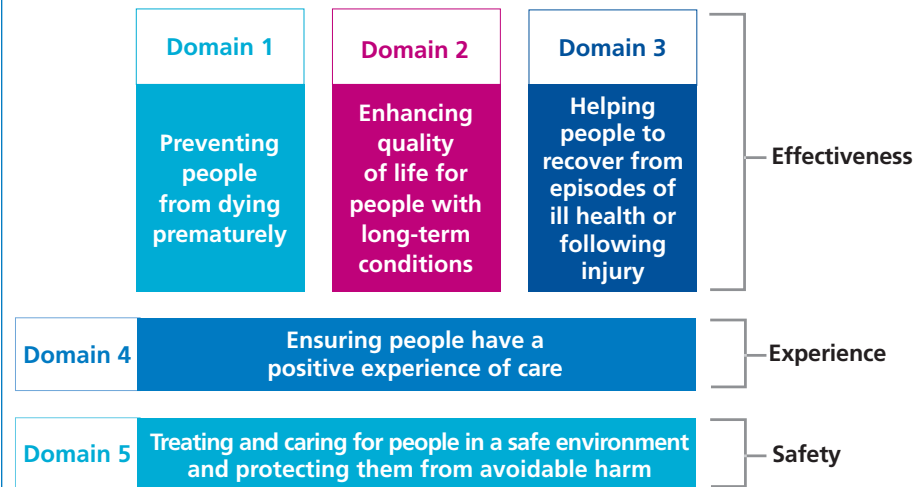 Domain 1
Preventing
people
from dying
prematurely
Domain 2
Enhancing
quality
of life for
people with
long-term
conditions
Domain 3
Helping
people to
recover from
episodes of
ill health or
following
injury
Effectiveness
Domain 4
Ensuring people have a
positive experience of care
Experience
Domain 5
Treating and caring for people in a safe environment
and protecting them from avoidable harm
Safety